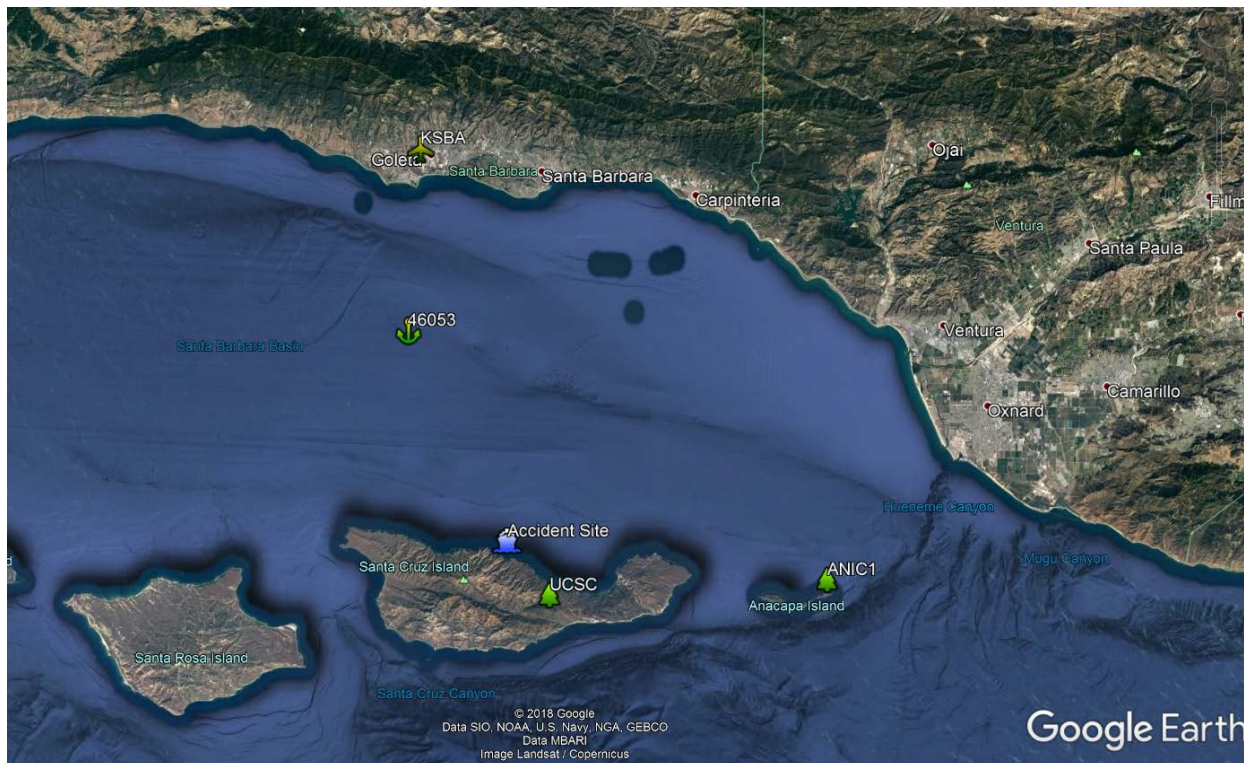 KSBA
Goleta
Santa Barbara
Santa Barbara
Carpinteria
Ojai
Fillm
Ventura
Santa Paula
46053
Santa Barbara Basin
Ventura
Camarillo
Oxnard
Hueneme Canyon
Accident Site
Mugu Canyon
Santa Cruz Island
UCSC
ANIC1
Anacapa Island
Santa Rosa Island
Santa Cruz Canyon
© 2018 Google
Data SIO, NOAA, U.S. Navy, NGA, GEBCO
Data MBARI
Image Landsat / Copernicus
Google Earth